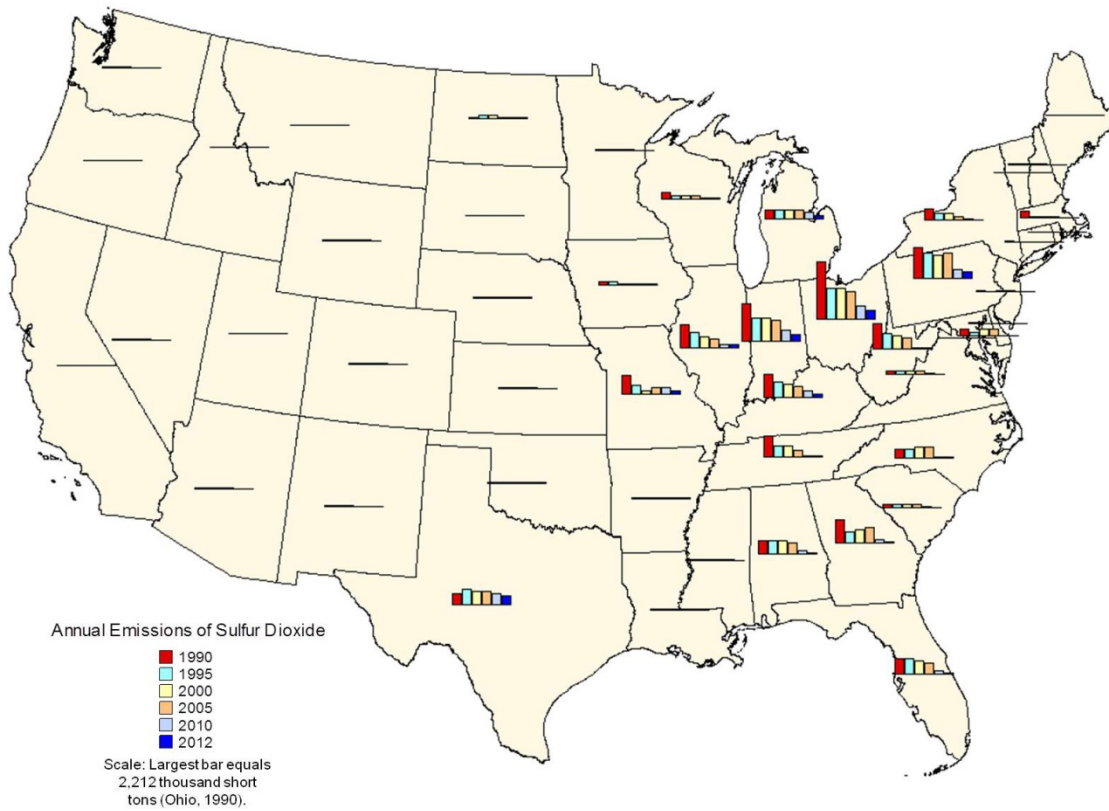 Annual Emissions of Sulfur Dioxide
1990
1995
2000
2005
2010
2012
Scale: Largest bar equals
2,212 thousand short
tons (Ohio, 1990).